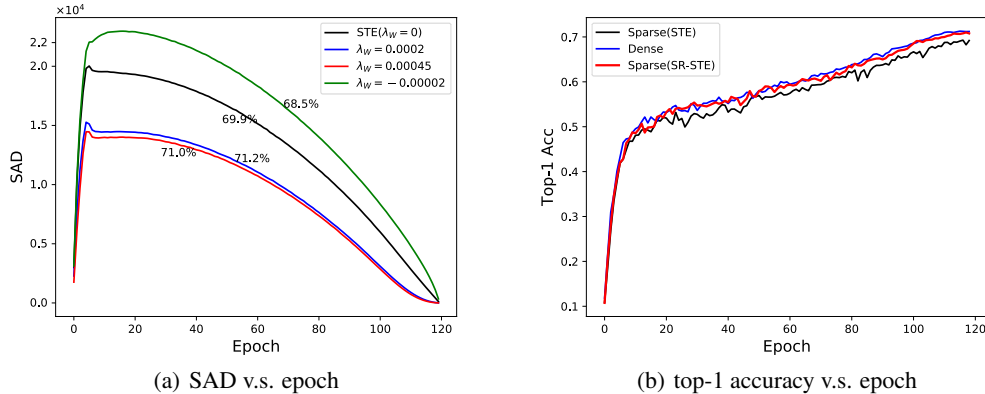 ×10⁴
2.2
2.0
1.5
1.0
0.5
0.0
SAD
0 20 40 60 80 100 120
Epoch
STE(λ_W = 0)
λ_W = 0.0002
λ_W = 0.00045
λ_W = −0.00002
68.5%
69.9%
71.0%
71.2%
(a) SAD v.s. epoch
0.7
0.6
0.5
0.4
0.3
0.2
0.1
Top-1 Acc
0 20 40 60 80 100 120
Epoch
Sparse(STE)
Dense
Sparse(SR-STE)
(b) top-1 accuracy v.s. epoch